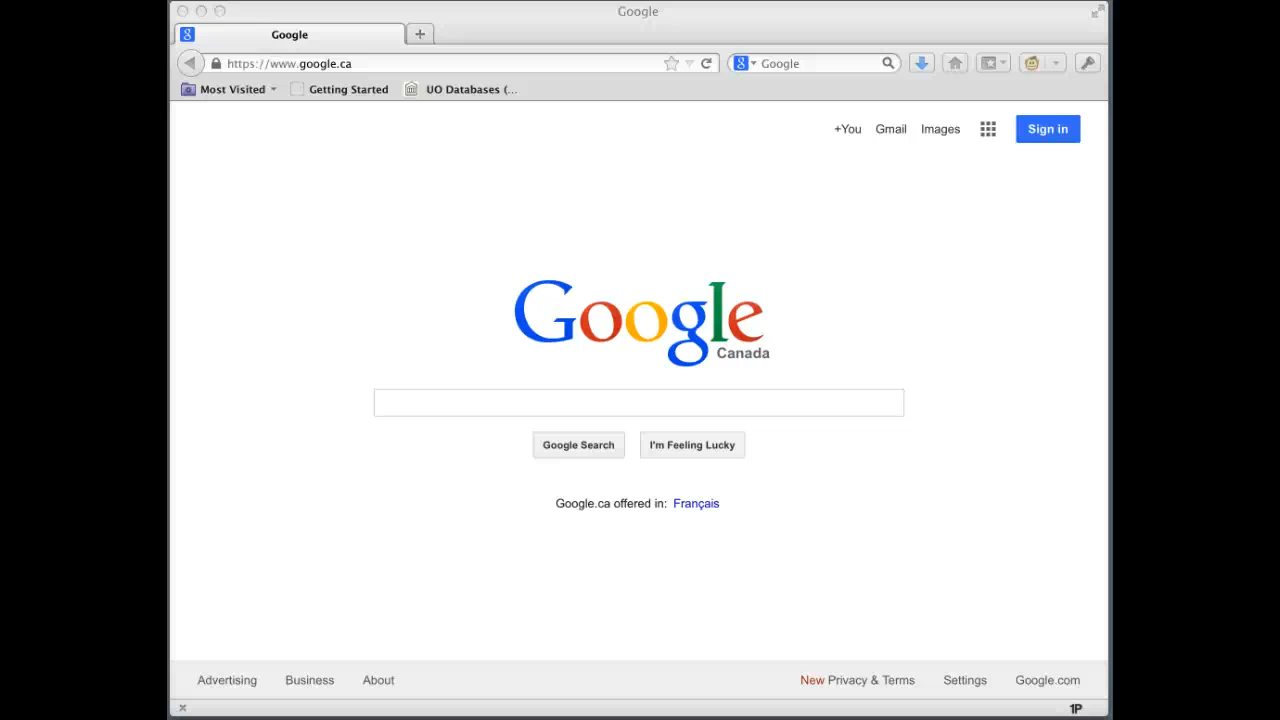 Google
Google
https://www.google.ca
Google
Most Visited
Getting Started
UO Databases (...
+You Gmail Images Sign in
Google
Canada
Google Search I'm Feeling Lucky
Google.ca offered in: Français
Advertising Business About New Privacy & Terms Settings Google.com
1P